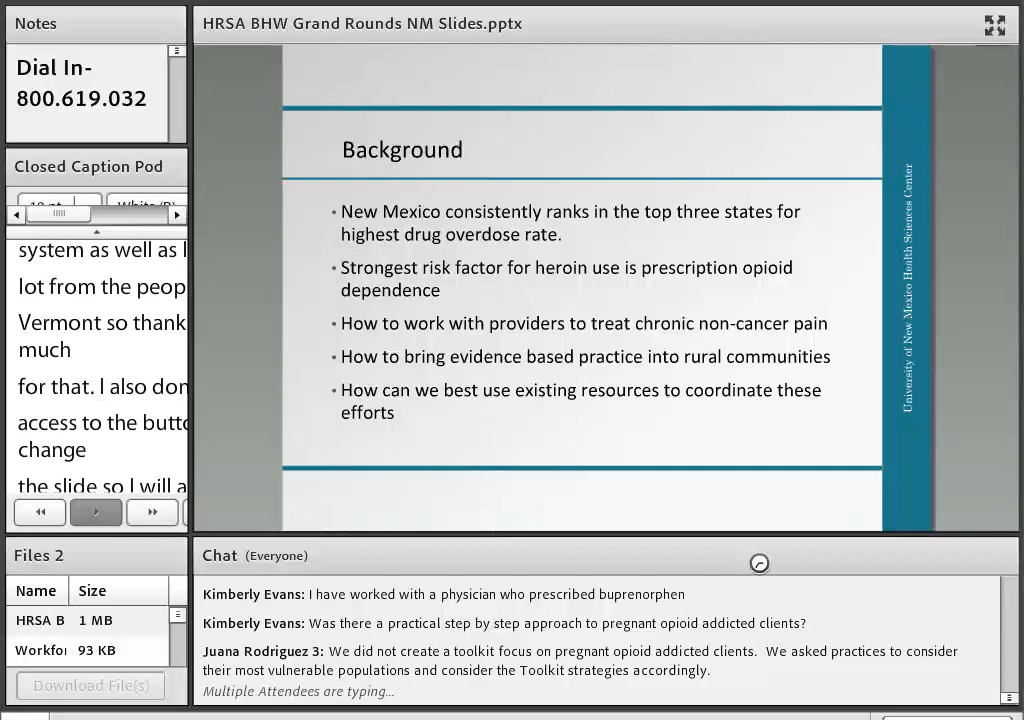 Notes
Dial In-
800.619.032
Closed Caption Pod
system as well as
lot from the peop
Vermont so thank
much
for that. I also don
access to the butto
change
the slide so I will a
Files 2
Name Size
HRSA B 1 MB
Workfo 93 KB
Download File(s)
HRSA BHW Grand Rounds NM Slides.pptx
Background
• New Mexico consistently ranks in the top three states for
highest drug overdose rate.
• Strongest risk factor for heroin use is prescription opioid
dependence
• How to work with providers to treat chronic non-cancer pain
• How to bring evidence based practice into rural communities
• How can we best use existing resources to coordinate these
efforts
University of New Mexico Health Sciences Center
Chat (Everyone)
Kimberly Evans: I have worked with a physician who prescribed buprenorphen
Kimberly Evans: Was there a practical step by step approach to pregnant opioid addicted clients?
Juana Rodriguez 3: We did not create a toolkit focus on pregnant opioid addicted clients. We asked practices to consider
their most vulnerable populations and consider the Toolkit strategies accordingly.
Multiple Attendees are typing...